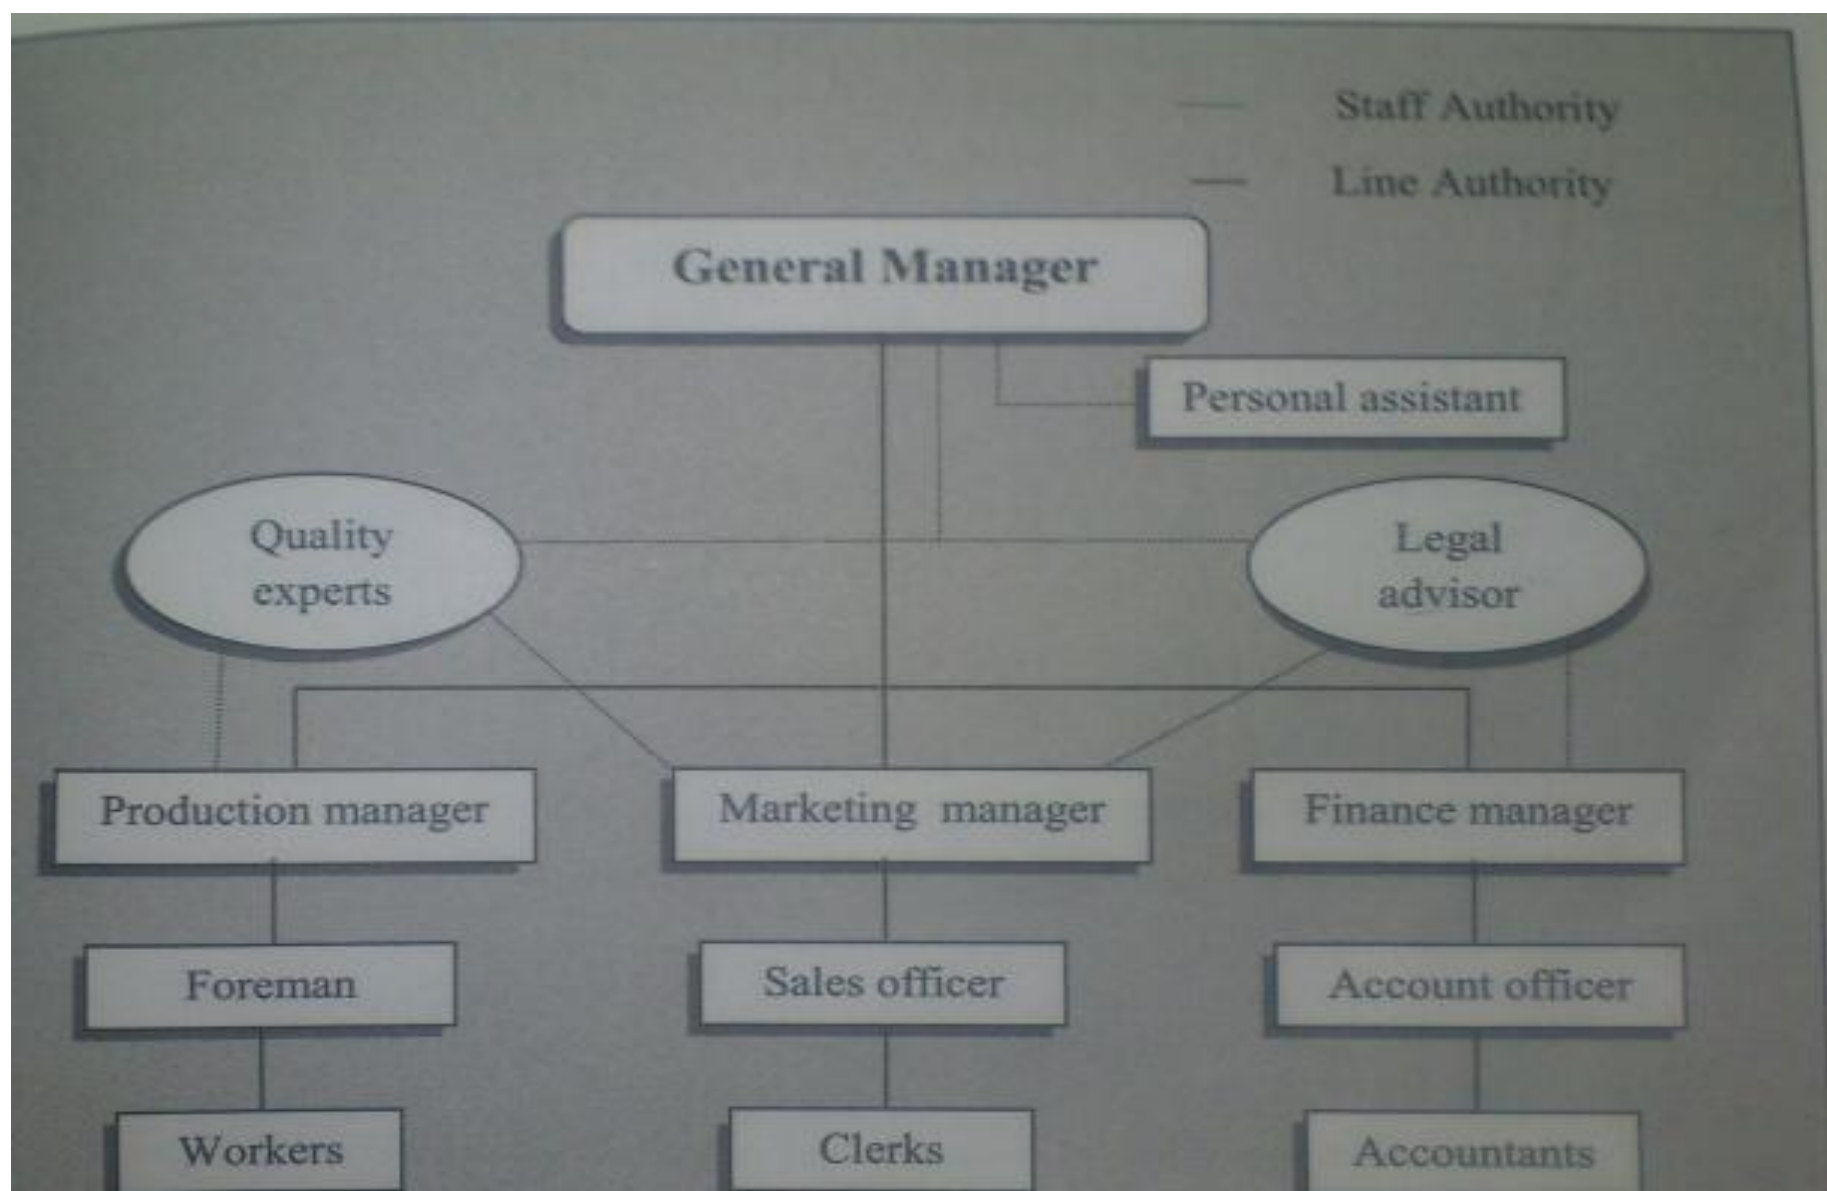 Staff Authority
Line Authority
General Manager
Personal assistant
Quality
experts
Legal
advisor
Production manager
Marketing manager
Finance manager
Foreman
Sales officer
Account officer
Workers
Clerks
Accountants